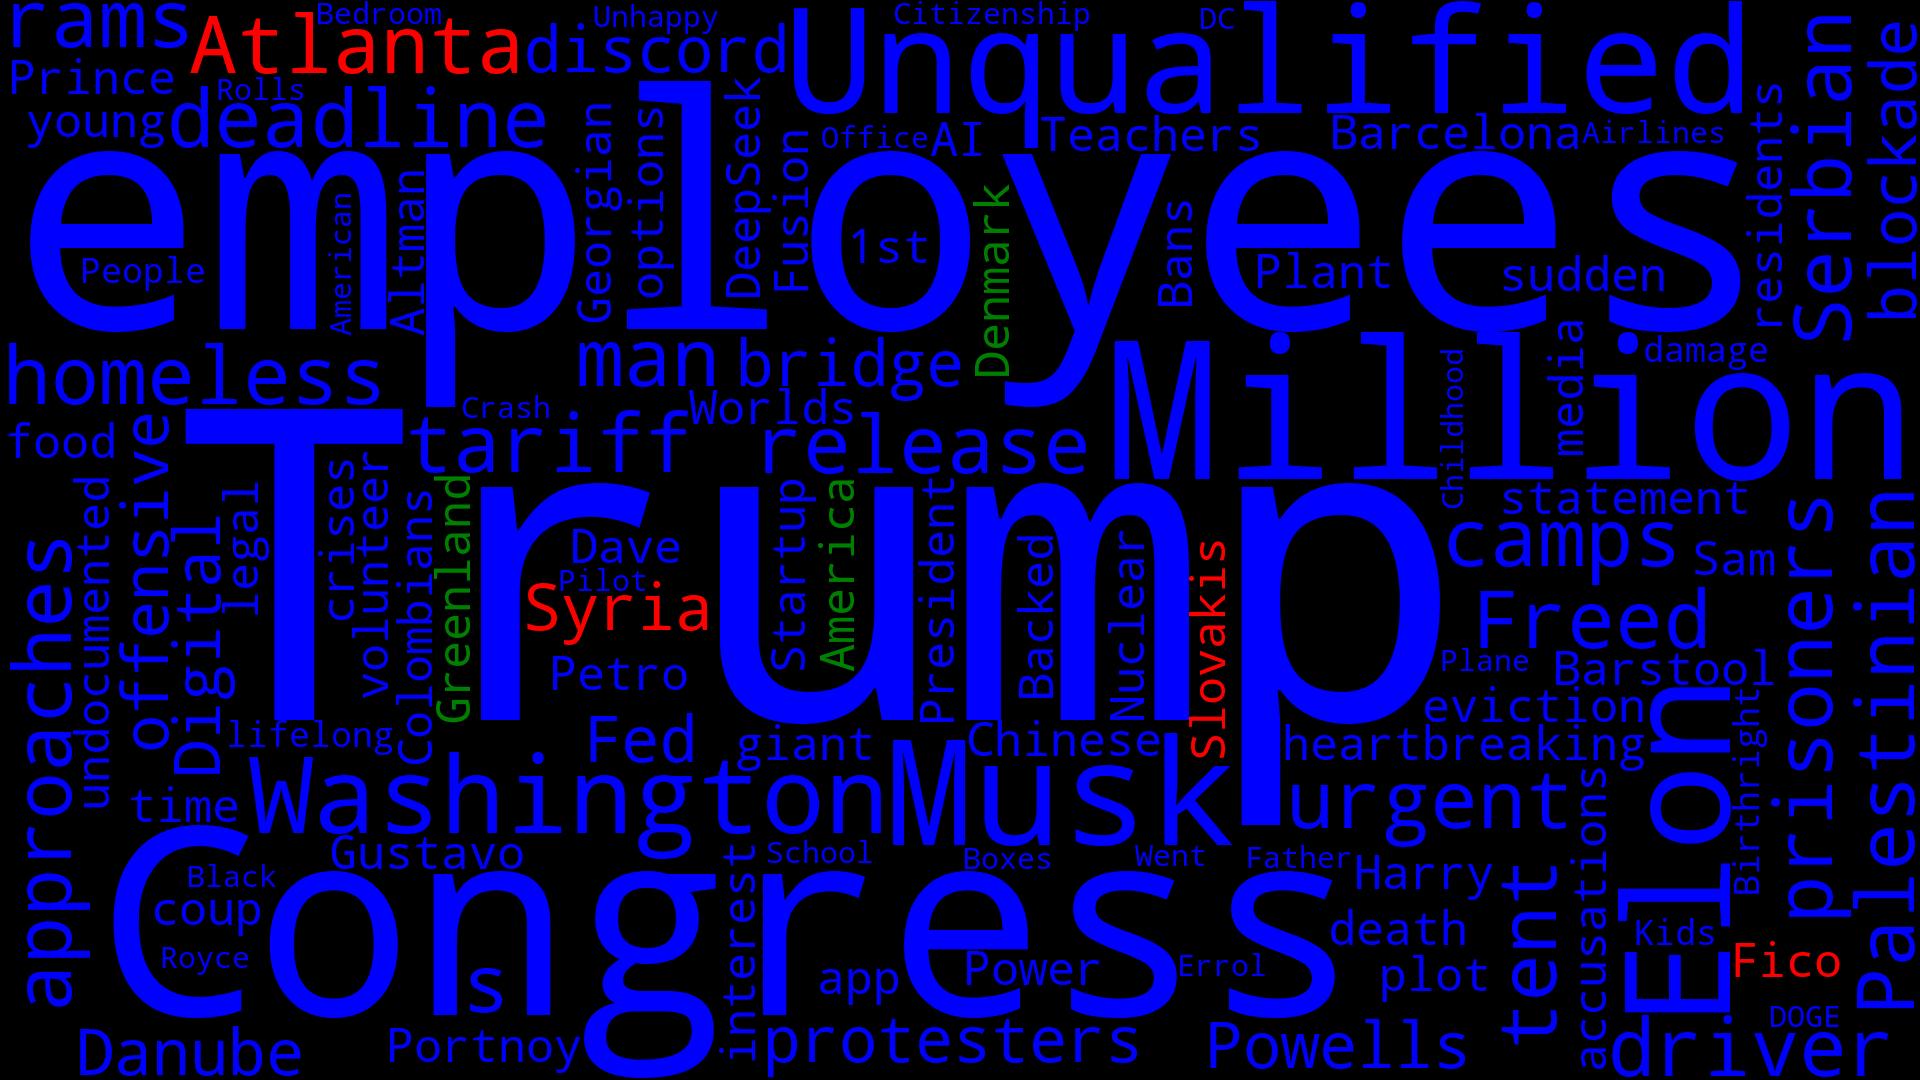 rams
Atlanta
Bedroom
discord
Unhappy
Unqualified
Citizenship
DC
Serbian
blockade
Prince
Rolls
young
deadline
Georgian
options
DeepSeek
Fusion
Office
AI
Teachers
Barcelona
Airlines
residents
employees
People
American
Altman
1st
Denmark
Bans
Plant
sudden
homeless
man
bridge
Million
Childhood
media
damage
food
offensive
Trump
Crash
tariff
Worlds
release
undocumented
Digital
legal
crises
volunteer
Colombians
Greenland
Dave
Pilot
Syria
Petro
Startup
America
President
Backed
Nuclear
Slovakis
statement
camps
Sam
Freed
Plane
Barstool
prisoners
Palestinian
approaches
lifelong
Fed
giant
Chinese
eviction
heartbreaking
Elon
Birthright
time
Washington
Musk
urgent
accusations
Gustavo
School
Boxes
Went
Father
Harry
tent
Black
coup
Congress
interest
death
Kids
Royce
s
app
Power
Errol
plot
Fico
DOGE
Danube
Portnoy
protesters
Powells
driver